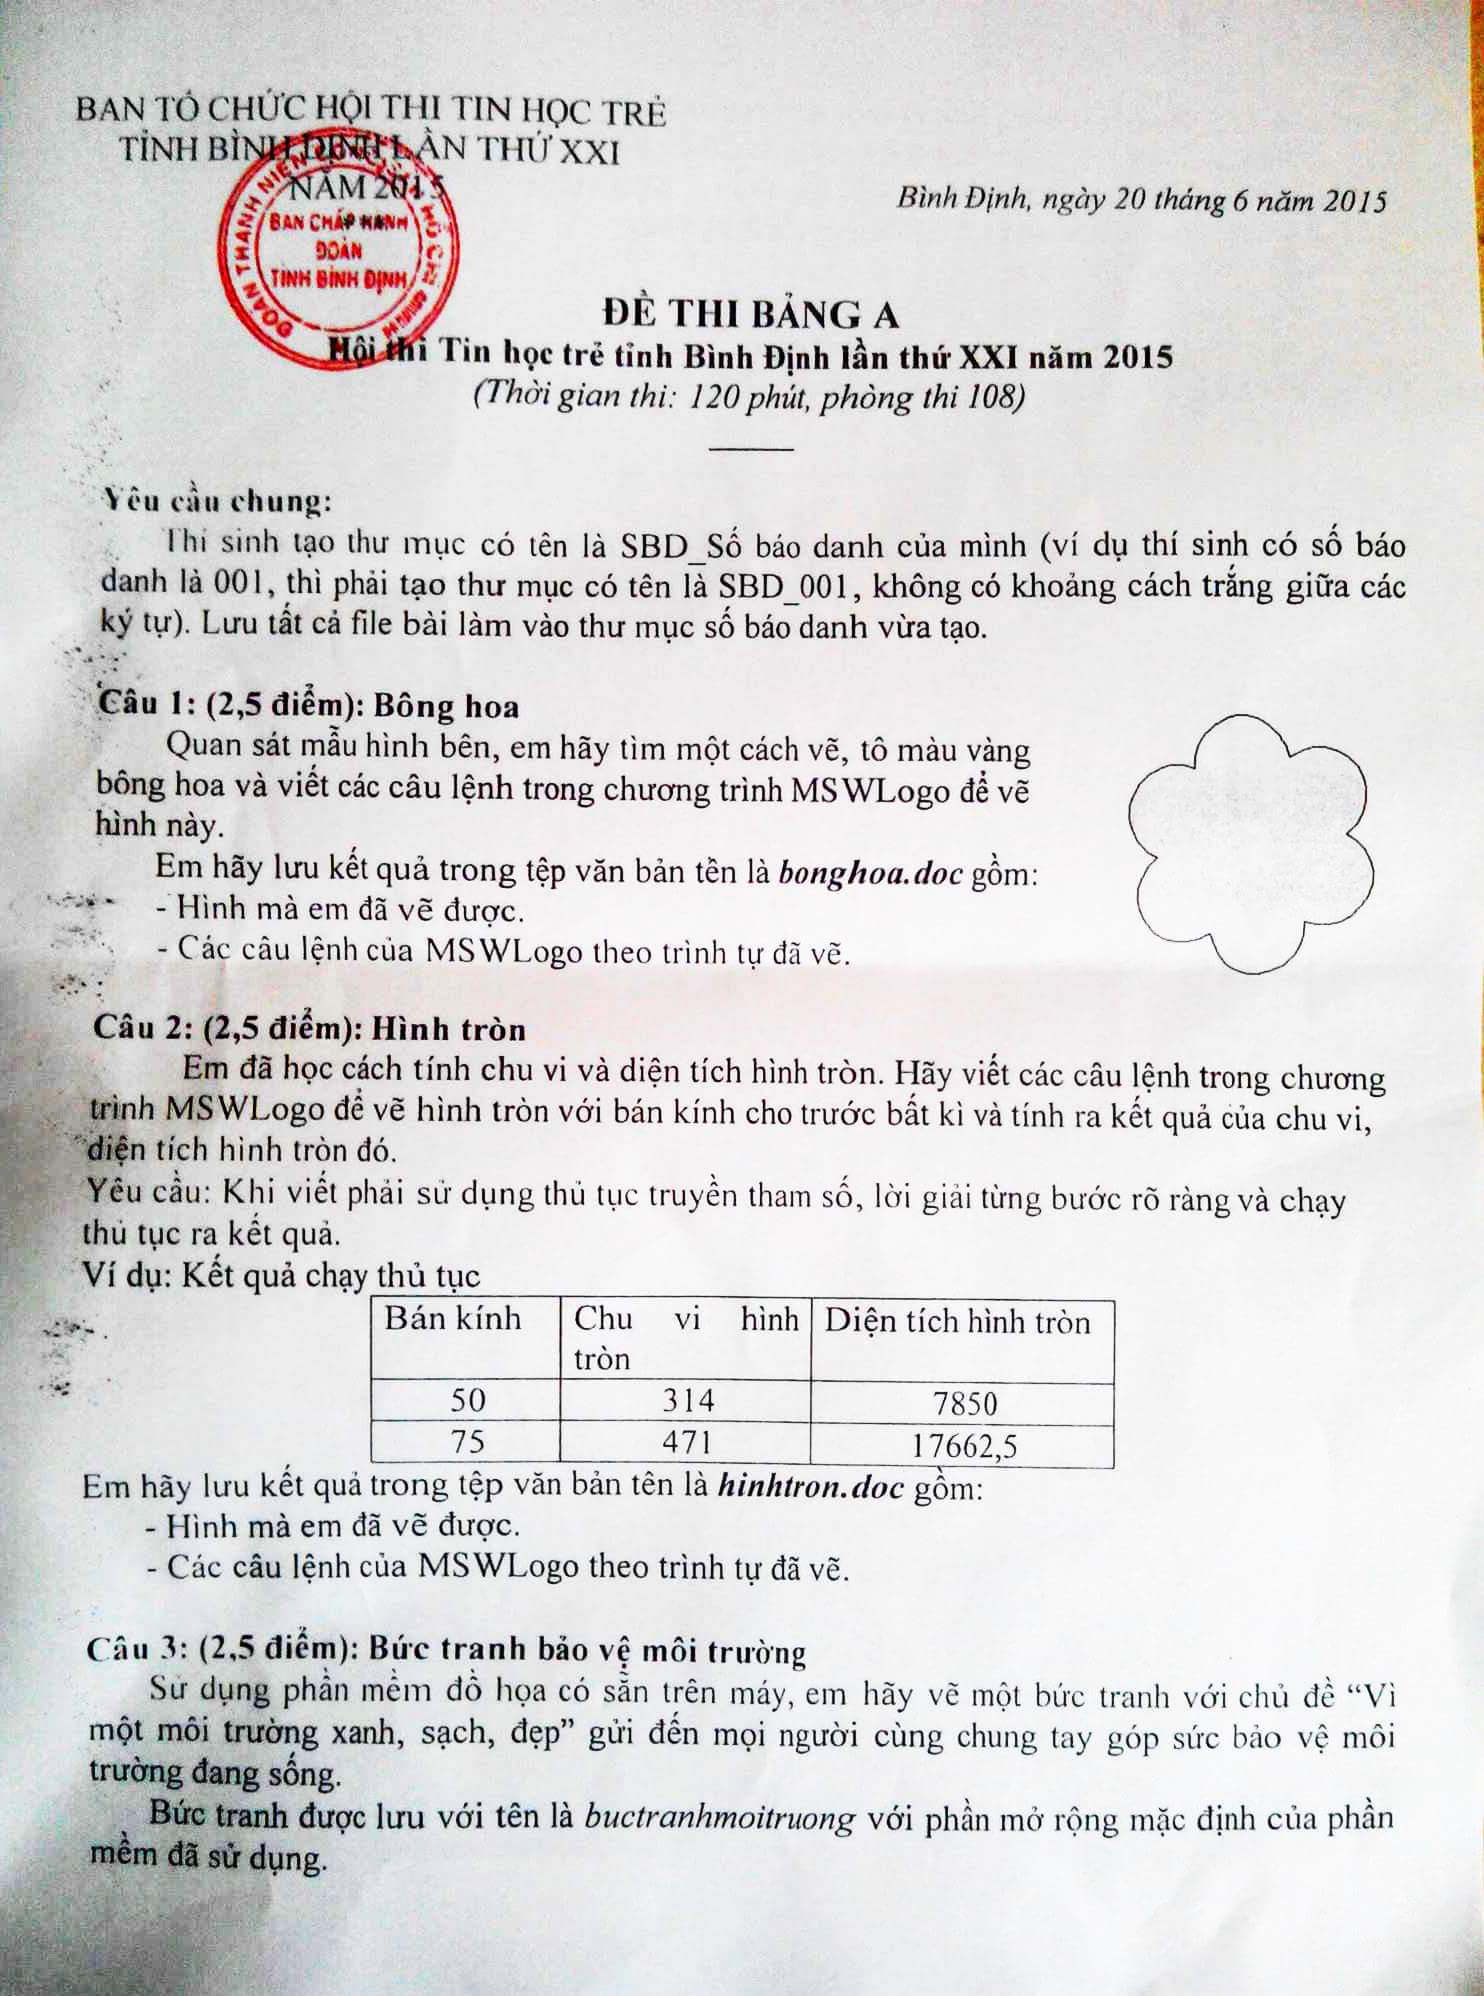 BAN TỔ CHỨC HỘI THI TIN HỌC TRẺ
TỈNH BÌNH ĐỊNH LẦN THỨ XXI
NĂM 2015
ĐOÀN THANH NIÊN HỒ CHÍ MINH
BAN CHẤP HÀNH
ĐOÀN
TỈNH BÌNH ĐỊNH
Bình Định, ngày 20 tháng 6 năm 2015
ĐỀ THI BẢNG A
Hội thi Tin học trẻ tỉnh Bình Định lần thứ XXI năm 2015
(Thời gian thi: 120 phút, phòng thi 108)
Yêu cầu chung:
Thí sinh tạo thư mục có tên là SBD_Số báo danh của mình (ví dụ thí sinh có số báo
danh là 001, thì phải tạo thư mục có tên là SBD_001, không có khoảng cách trắng giữa các
ký tự). Lưu tất cả file bài làm vào thư mục số báo danh vừa tạo.
Câu 1: (2,5 điểm): Bông hoa
Quan sát mẫu hình bên, em hãy tìm một cách vẽ, tô màu vàng
bông hoa và viết các câu lệnh trong chương trình MSWLogo để vẽ
hình này.
Em hãy lưu kết quả trong tệp văn bản tên là bonghoa.doc gồm:
- Hình mà em đã vẽ được.
- Các câu lệnh của MSWLogo theo trình tự đã vẽ.
Câu 2: (2,5 điểm): Hình tròn
Em đã học cách tính chu vi và diện tích hình tròn. Hãy viết các câu lệnh trong chương
trình MSWLogo để vẽ hình tròn với bán kính cho trước bất kì và tính ra kết quả của chu vi,
diện tích hình tròn đó.
Yêu cầu: Khi viết phải sử dụng thủ tục truyền tham số, lời giải từng bước rõ ràng và chạy
thủ tục ra kết quả.
Ví dụ: Kết quả chạy thủ tục
Bán kính Chu vi hình Diện tích hình tròn
tròn
50 314 7850
75 471 17662,5
Em hãy lưu kết quả trong tệp văn bản tên là hinhtron.doc gồm:
- Hình mà em đã vẽ được.
- Các câu lệnh của MSWLogo theo trình tự đã vẽ.
Câu 3: (2,5 điểm): Bức tranh bảo vệ môi trường
Sử dụng phần mềm đồ họa có sẵn trên máy, em hãy vẽ một bức tranh với chủ đề “Vì
một môi trường xanh, sạch, đẹp” gửi đến mọi người cùng chung tay góp sức bảo vệ môi
trường đang sống.
Bức tranh được lưu với tên là buctranhmoitruong với phần mở rộng mặc định của phần
mềm đã sử dụng.